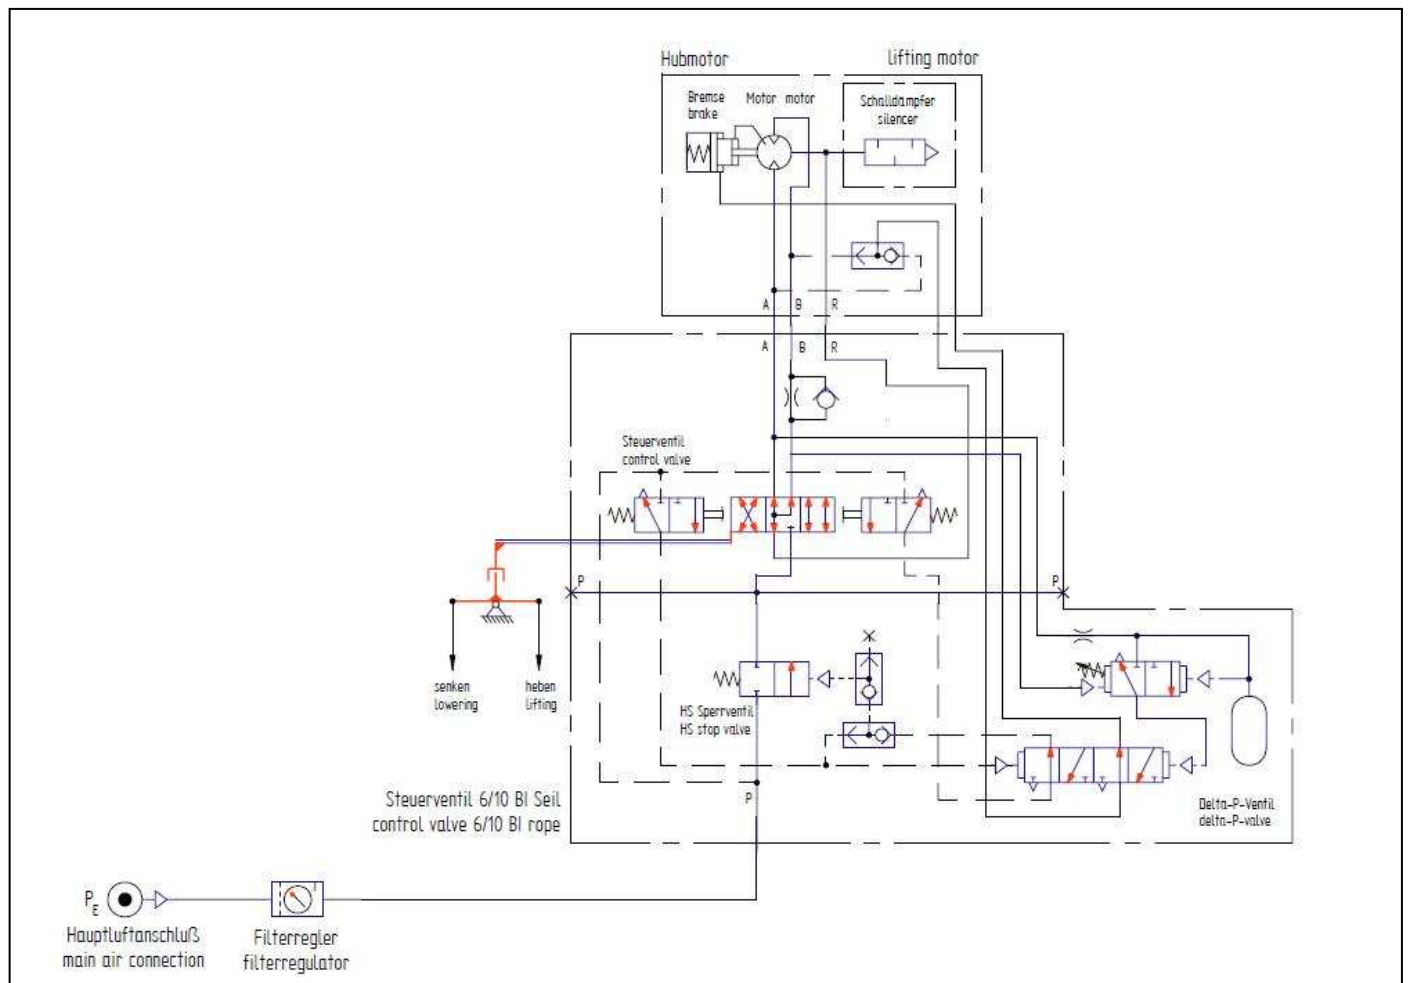 Hubmotor
lifting motor
Bremse
brake
Motor motor
Schalldämpfer
silencer
A
B
R
A
B
R
Steuerventil
control valve
P
P
senken
lowering
heben
lifting
HS Sperrventil
HS stop valve
P
Steuerventil 6/10 BI Seil
control valve 6/10 BI rope
Delta-P-Ventil
delta-P-valve
PE
Hauptluftanschluß
main air connection
Filterregler
filterregulator